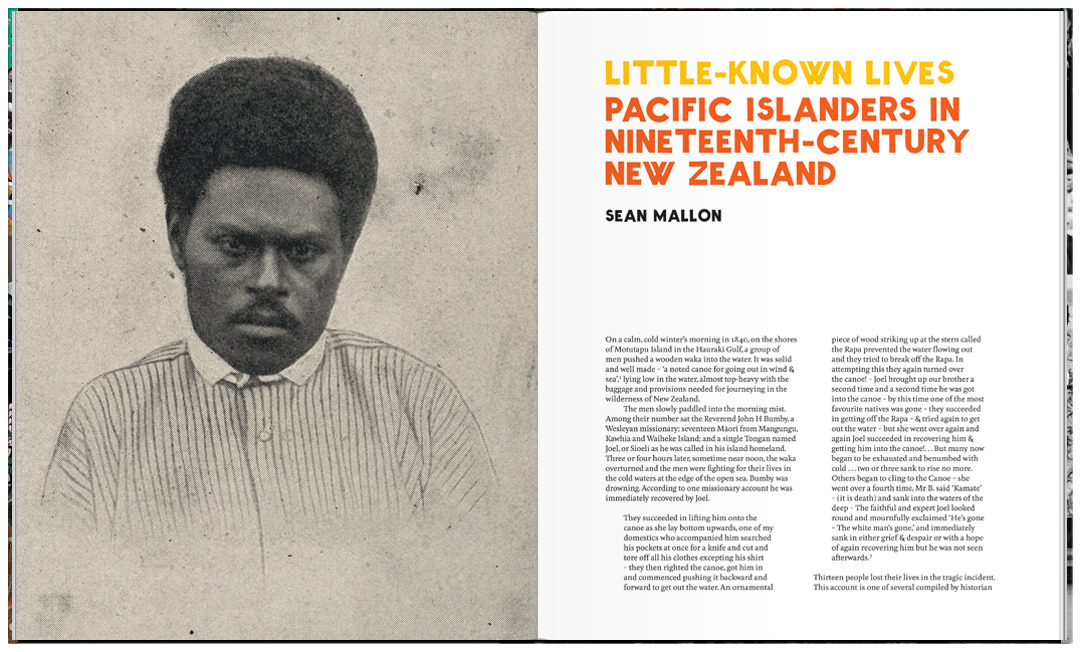 LITTLE-KNOWN LIVES
PACIFIC ISLANDERS IN
NINETEENTH-CENTURY
NEW ZEALAND
SEAN MALLON
On a calm, cold winter's morning in 1840, on the shores
of Motutapu Island in the Hauraki Gulf, a group of
men pushed a wooden waka into the water. It was solid
and well made – 'a noted canoe for going out in wind &
sea',¹ lying low in the water, almost top-heavy with the
baggage and provisions needed for journeying in the
wilderness of New Zealand.
The men slowly paddled into the morning mist.
Among their number sat the Reverend John H Bumby, a
Wesleyan missionary; seventeen Māori from Mangungu,
Kawhia and Waiheke Island; and a single Tongan named
Joel, or Sioeli as he was called in his island homeland.
Three or four hours later, sometime near noon, the waka
overturned and the men were fighting for their lives in
the cold waters at the edge of the open sea. Bumby was
drowning. According to one missionary account he was
immediately recovered by Joel.
They succeeded in lifting him onto the
canoe as she lay bottom upwards, one of my
domestics who accompanied him searched
his pockets at once for a knife and cut and
tore off all his clothes excepting his shirt
– they then righted the canoe, got him in
and commenced pushing it backward and
forward to get out the water. An ornamental
piece of wood striking up at the stern called
the Rapa prevented the water flowing out
and they tried to break off the Rapa. In
attempting this they again turned over
the canoe! – Joel brought up our brother a
second time and a second time he was got
into the canoe – by this time one of the most
favourite natives was gone – they succeeded
in getting off the Rapa – & tried again to get
out the water – but she went over again and
again Joel succeeded in recovering him &
getting him into the canoe!. . . But many now
began to be exhausted and benumbed with
cold . . . two or three sank to rise no more.
Others began to cling to the Canoe – she
went over a fourth time, Mr B. said 'Kamate'
– (it is death) and sank into the waters of the
deep – The faithful and expert Joel looked
round and mournfully exclaimed 'He's gone
– The white man's gone,' and immediately
sank in either grief & despair or with a hope
of again recovering him but he was not seen
afterwards.²
Thirteen people lost their lives in the tragic incident.
This account is one of several compiled by historian